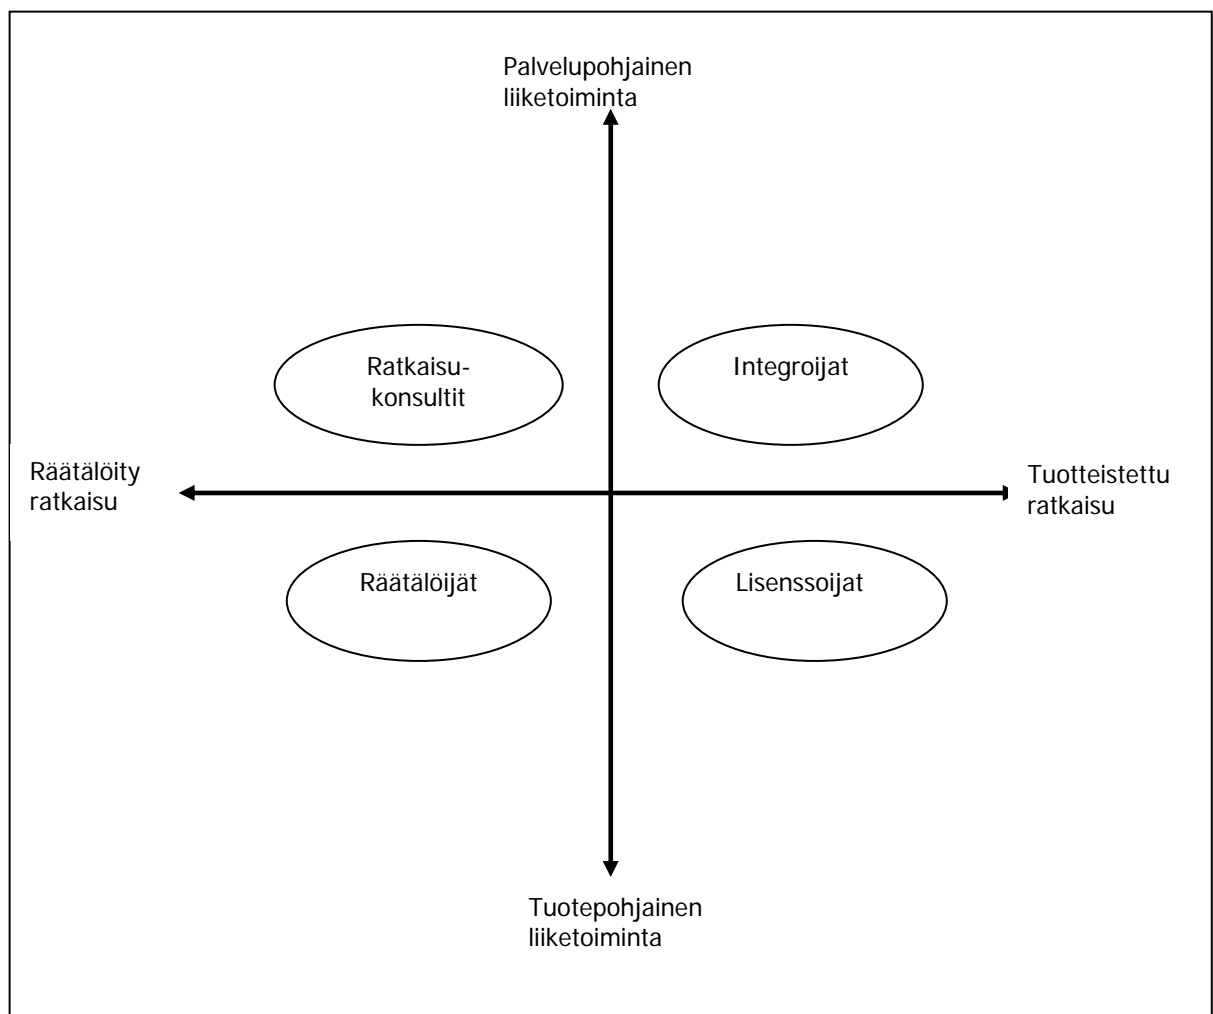 Palvelupohjainen
liiketoiminta
Ratkaisu-
konsultit
Integroijat
Räätälöity
ratkaisu
Tuotteistettu
ratkaisu
Räätälöijät
Lisenssoijat
Tuotepohjainen
liiketoiminta